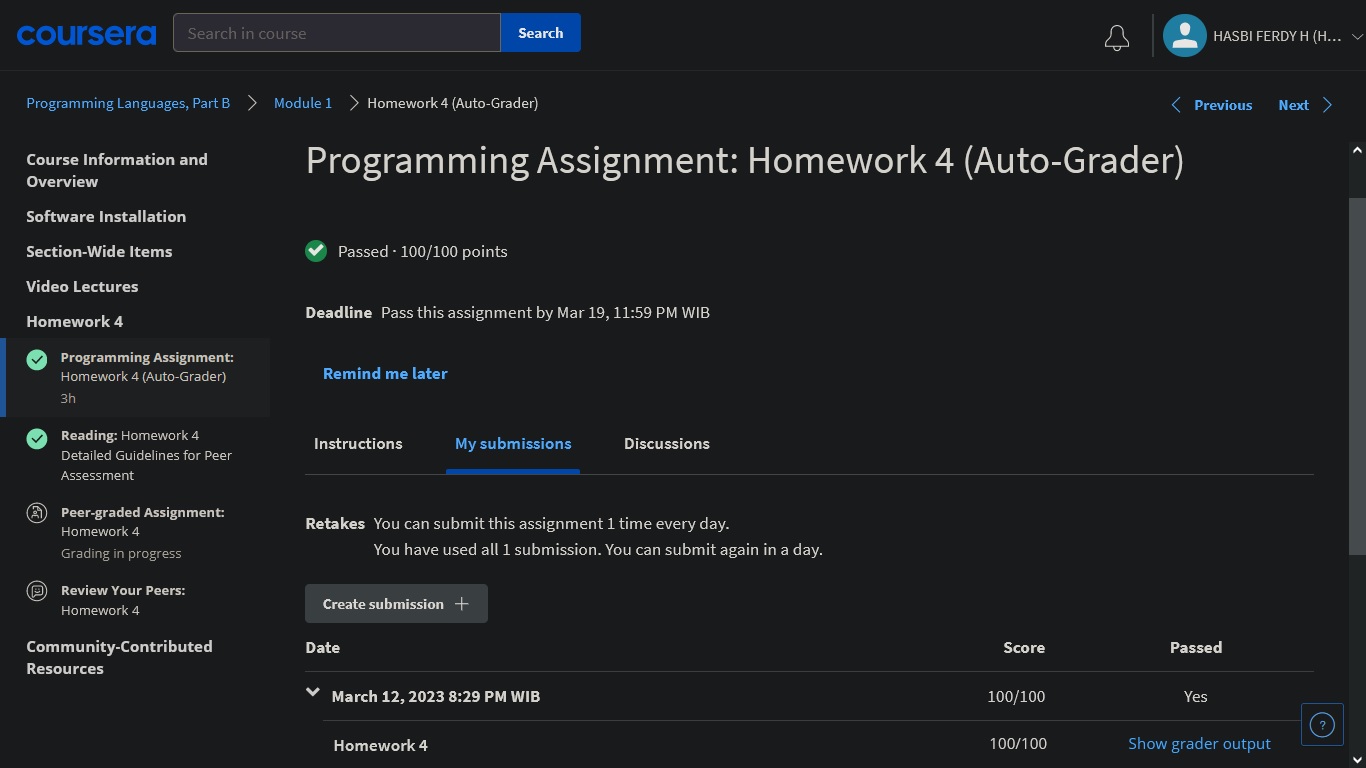 coursera
Search in course
Search
HASBI FERDY H (H...
Programming Languages, Part B
Module 1
Homework 4 (Auto-Grader)
Previous
Next
Course Information and
Overview
Software Installation
Section-Wide Items
Video Lectures
Homework 4
Programming Assignment:
Homework 4 (Auto-Grader)
3h
Reading: Homework 4
Detailed Guidelines for Peer
Assessment
Peer-graded Assignment:
Homework 4
Grading in progress
Review Your Peers:
Homework 4
Community-Contributed
Resources
Programming Assignment: Homework 4 (Auto-Grader)
Passed · 100/100 points
Deadline Pass this assignment by Mar 19, 11:59 PM WIB
Remind me later
Instructions
My submissions
Discussions
Retakes You can submit this assignment 1 time every day.
You have used all 1 submission. You can submit again in a day.
Create submission
Date Score Passed
March 12, 2023 8:29 PM WIB 100/100 Yes
Homework 4 100/100 Show grader output
?